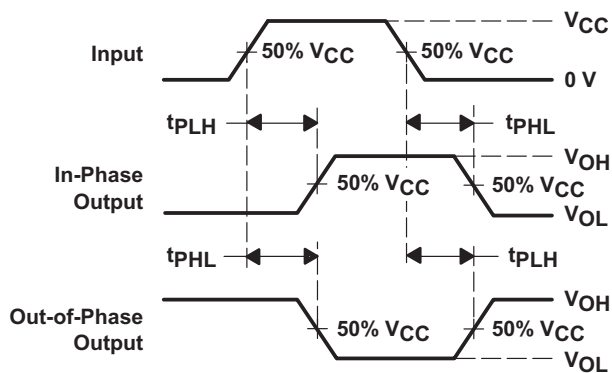 VCC
Input
50% VCC
50% VCC
0 V
tPLH
tPHL
In-Phase
Output
VOH
50% VCC
50% VCC
VOL
tPHL
tPLH
Out-of-Phase
Output
VOH
50% VCC
50% VCC
VOL